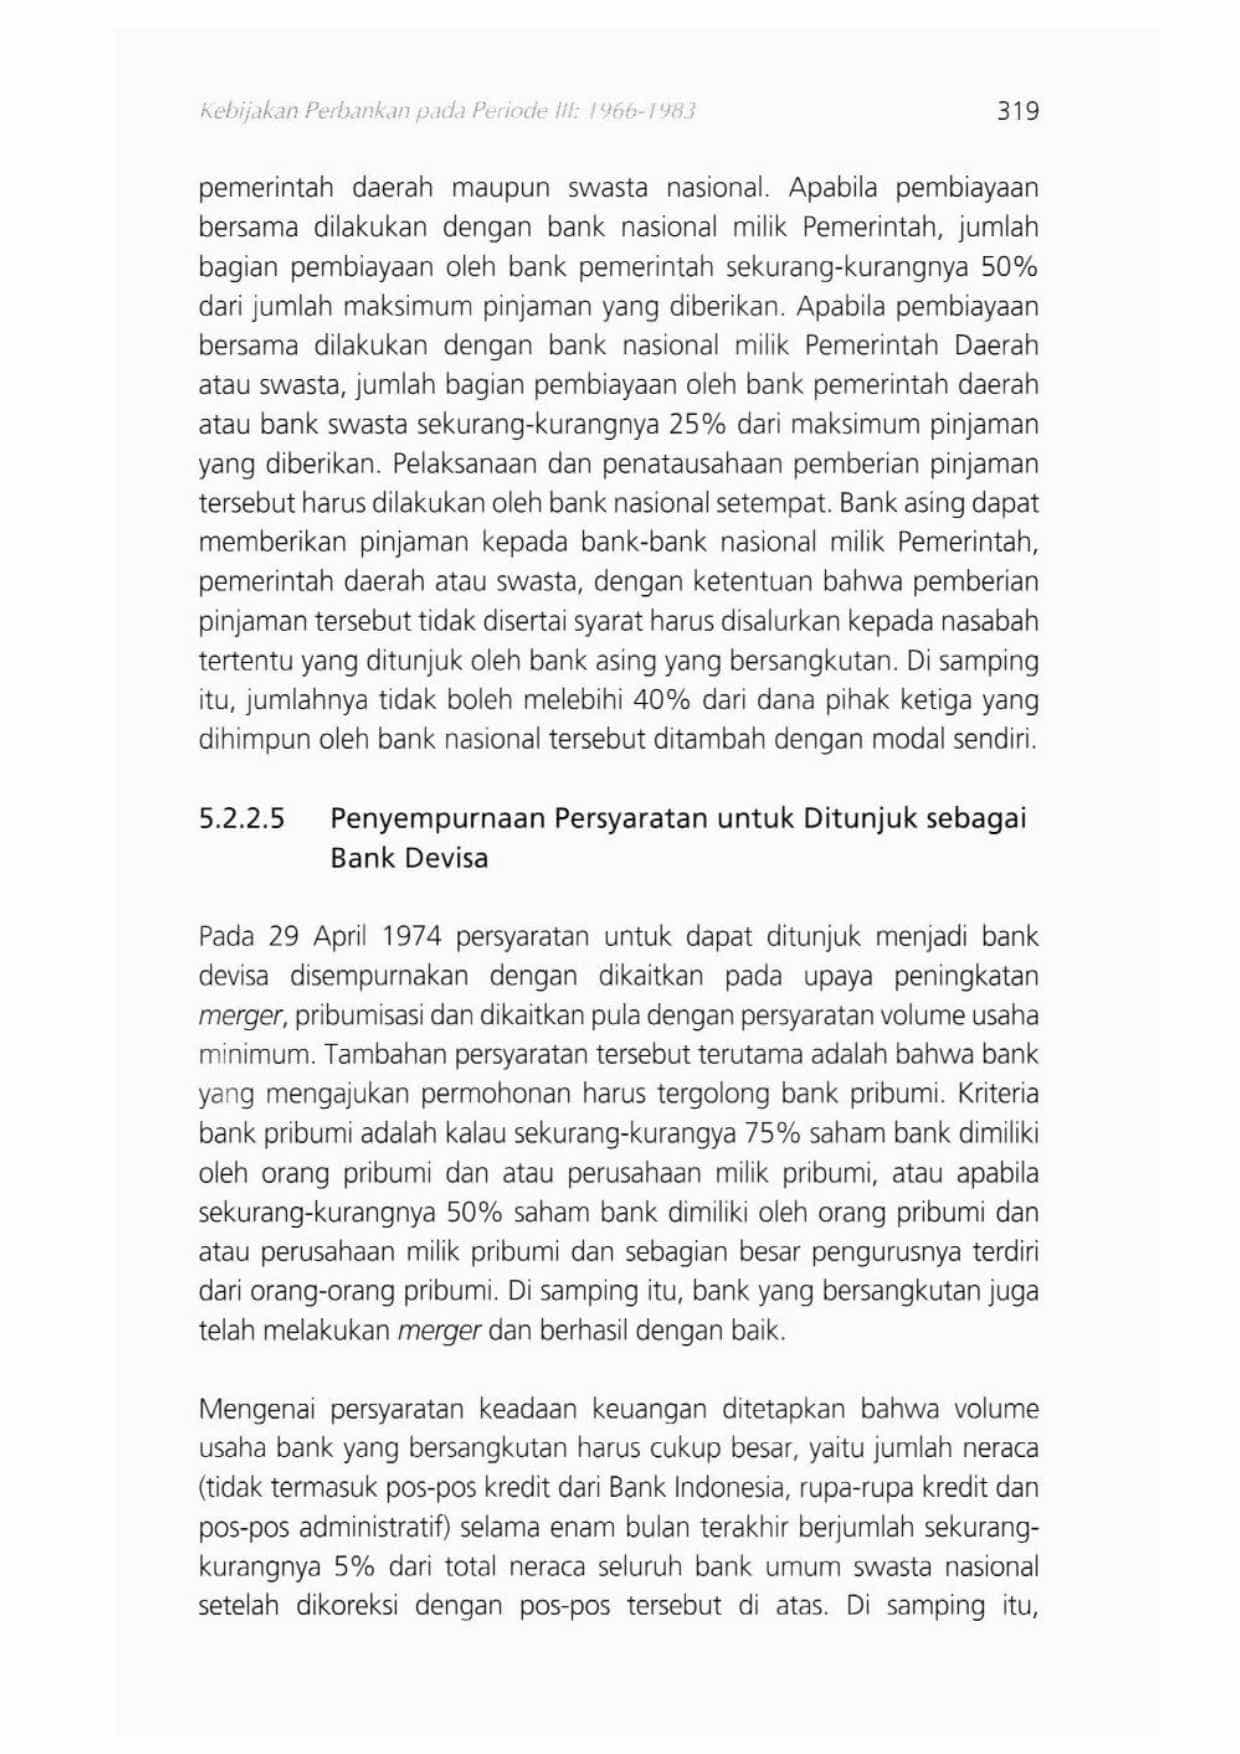 Kebijakan Perbankan pada Periode III: 1966-1983 319
pemerintah daerah maupun swasta nasional. Apabila pembiayaan
bersama dilakukan dengan bank nasional milik Pemerintah, jumlah
bagian pembiayaan oleh bank pemerintah sekurang-kurangnya 50%
dari jumlah maksimum pinjaman yang diberikan. Apabila pembiayaan
bersama dilakukan dengan bank nasional milik Pemerintah Daerah
atau swasta, jumlah bagian pembiayaan oleh bank pemerintah daerah
atau bank swasta sekurang-kurangnya 25% dari maksimum pinjaman
yang diberikan. Pelaksanaan dan penatausahaan pemberian pinjaman
tersebut harus dilakukan oleh bank nasional setempat. Bank asing dapat
memberikan pinjaman kepada bank-bank nasional milik Pemerintah,
pemerintah daerah atau swasta, dengan ketentuan bahwa pemberian
pinjaman tersebut tidak disertai syarat harus disalurkan kepada nasabah
tertentu yang ditunjuk oleh bank asing yang bersangkutan. Di samping
itu, jumlahnya tidak boleh melebihi 40% dari dana pihak ketiga yang
dihimpun oleh bank nasional tersebut ditambah dengan modal sendiri.
5.2.2.5 Penyempurnaan Persyaratan untuk Ditunjuk sebagai
Bank Devisa
Pada 29 April 1974 persyaratan untuk dapat ditunjuk menjadi bank
devisa disempurnakan dengan dikaitkan pada upaya peningkatan
merger, pribumisasi dan dikaitkan pula dengan persyaratan volume usaha
minimum. Tambahan persyaratan tersebut terutama adalah bahwa bank
yang mengajukan permohonan harus tergolong bank pribumi. Kriteria
bank pribumi adalah kalau sekurang-kurangya 75% saham bank dimiliki
oleh orang pribumi dan atau perusahaan milik pribumi, atau apabila
sekurang-kurangnya 50% saham bank dimiliki oleh orang pribumi dan
atau perusahaan milik pribumi dan sebagian besar pengurusnya terdiri
dari orang-orang pribumi. Di samping itu, bank yang bersangkutan juga
telah melakukan merger dan berhasil dengan baik.
Mengenai persyaratan keadaan keuangan ditetapkan bahwa volume
usaha bank yang bersangkutan harus cukup besar, yaitu jumlah neraca
(tidak termasuk pos-pos kredit dari Bank Indonesia, rupa-rupa kredit dan
pos-pos administratif) selama enam bulan terakhir berjumlah sekurang-
kurangnya 5% dari total neraca seluruh bank umum swasta nasional
setelah dikoreksi dengan pos-pos tersebut di atas. Di samping itu,